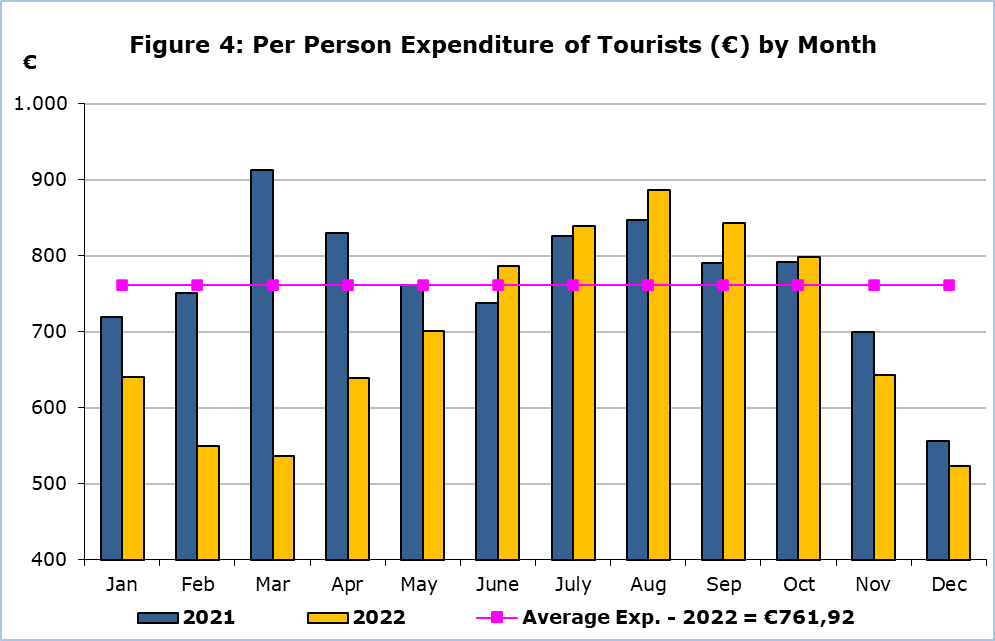 Figure 4: Per Person Expenditure of Tourists (€) by Month
€
1.000
900
800
700
600
500
400
Jan Feb Mar Apr May June July Aug Sep Oct Nov Dec
2021 2022 Average Exp. - 2022 = €761,92